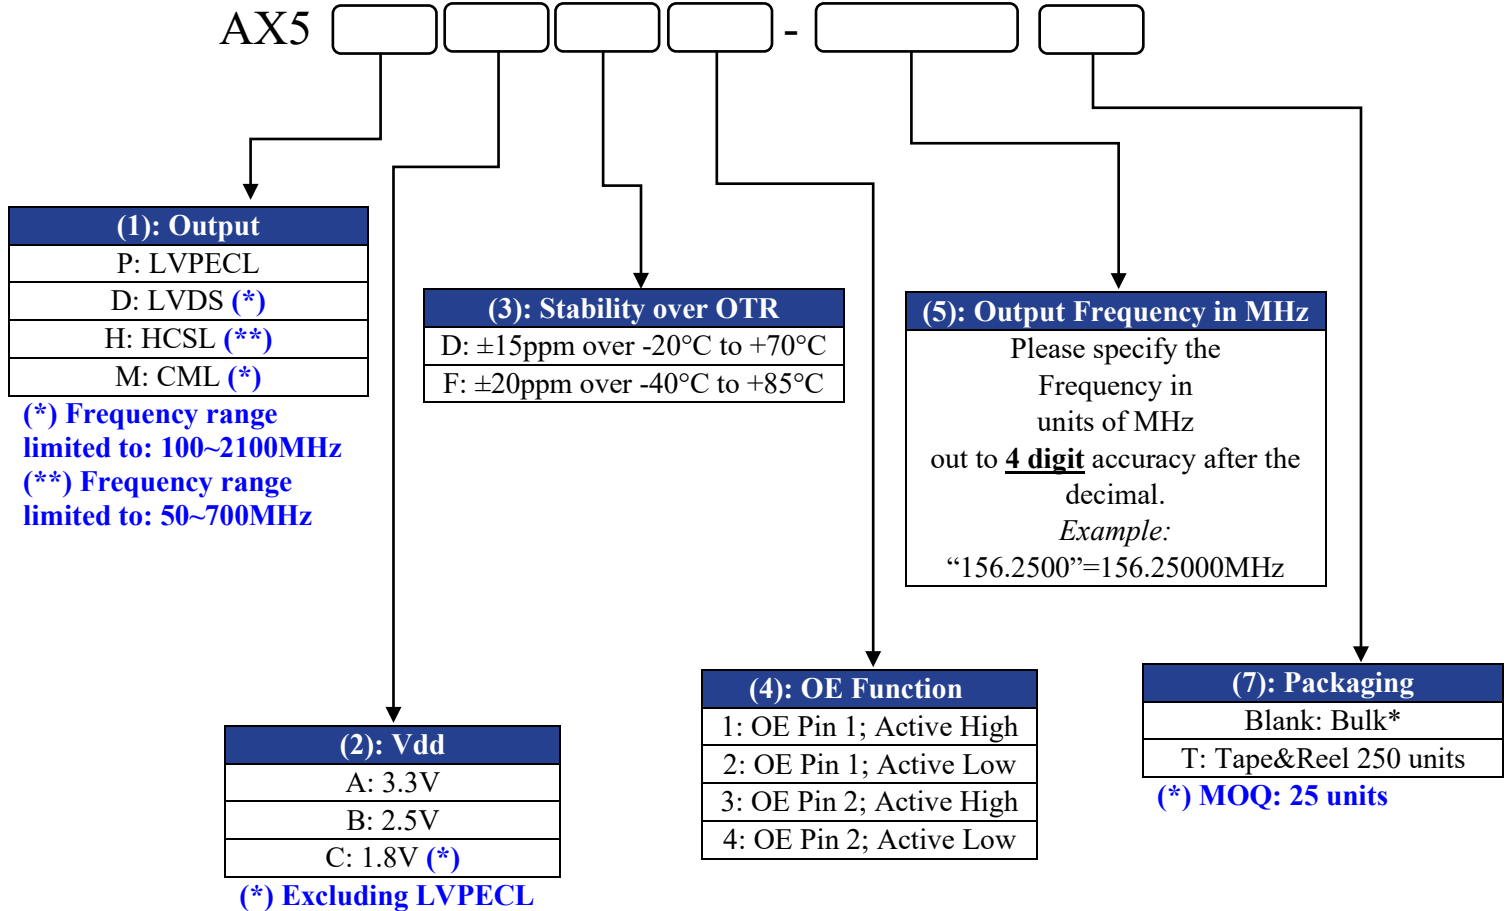 AX5 -
(1): Output
P: LVPECL
D: LVDS (*)
H: HCSL (**)
M: CML (*)
(*) Frequency range
limited to: 100~2100MHz
(**) Frequency range
limited to: 50~700MHz
(2): Vdd
A: 3.3V
B: 2.5V
C: 1.8V (*)
(*) Excluding LVPECL
(3): Stability over OTR
D: ±15ppm over -20°C to +70°C
F: ±20ppm over -40°C to +85°C
(4): OE Function
1: OE Pin 1; Active High
2: OE Pin 1; Active Low
3: OE Pin 2; Active High
4: OE Pin 2; Active Low
(5): Output Frequency in MHz
Please specify the
Frequency in
units of MHz
out to 4 digit accuracy after the
decimal.
Example:
“156.2500”=156.25000MHz
(7): Packaging
Blank: Bulk*
T: Tape&Reel 250 units
(*) MOQ: 25 units